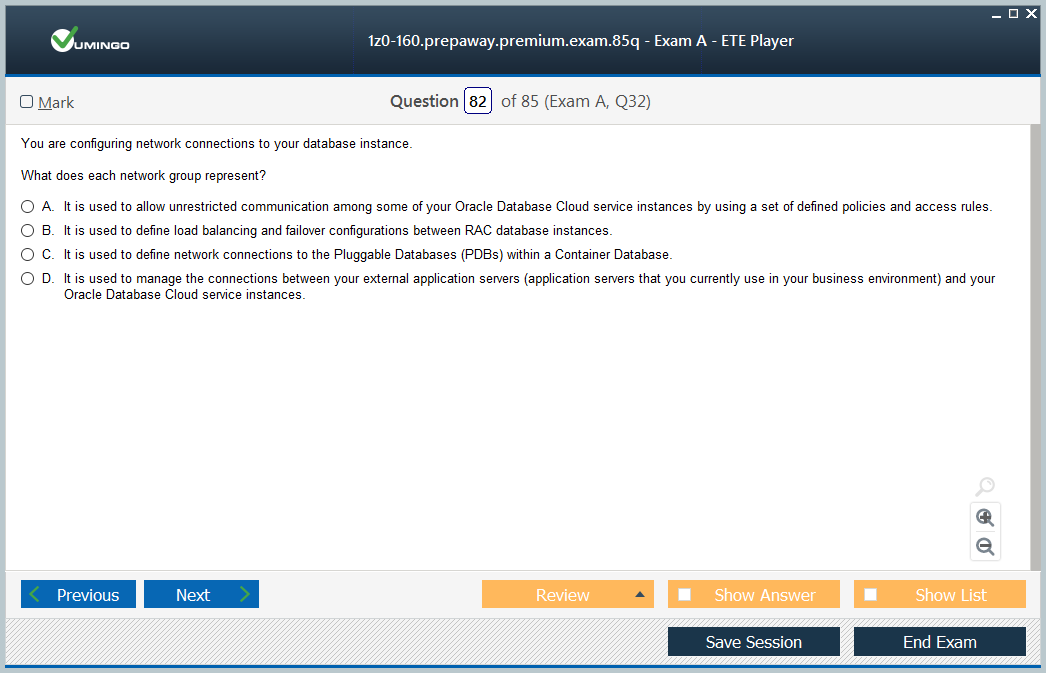 VUMINGO
1z0-160.prepaway.premium.exam.85q - Exam A - ETE Player
Mark
Question 82 of 85 (Exam A, Q32)
You are configuring network connections to your database instance.
What does each network group represent?
A. It is used to allow unrestricted communication among some of your Oracle Database Cloud service instances by using a set of defined policies and access rules.
B. It is used to define load balancing and failover configurations between RAC database instances.
C. It is used to define network connections to the Pluggable Databases (PDBs) within a Container Database.
D. It is used to manage the connections between your external application servers (application servers that you currently use in your business environment) and your
Oracle Database Cloud service instances.
Previous
Next
Review
Show Answer
Show List
Save Session
End Exam